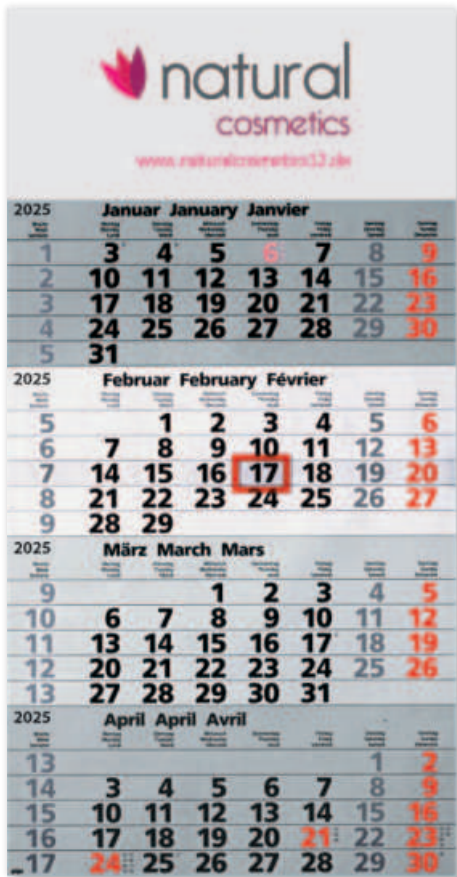 natural
cosmetics
2025 Januar January Janvier
1 3 4 5 6 7 8 9
2 10 11 12 13 14 15 16
3 17 18 19 20 21 22 23
4 24 25 26 27 28 29 30
5 31
2025 Februar February Février
5 1 2 3 4 5 6
6 7 8 9 10 11 12 13
7 14 15 16 17 18 19 20
8 21 22 23 24 25 26 27
9 28 29
2025 März March Mars
9 1 2 3 4 5
10 6 7 8 9 10 11 12
11 13 14 15 16 17 18 19
12 20 21 22 23 24 25 26
13 27 28 29 30 31
2025 April April Avril
13 1 2
14 3 4 5 6 7 8 9
15 10 11 12 13 14 15 16
16 17 18 19 20 21 22 23
17 24 25 26 27 28 29 30